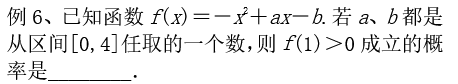 例 6、已知函数 f(x)=－x²+ax－b. 若 a、b 都是
从区间[0,4]任取的一个数,则 f(1)>0 成立的概
率是________.